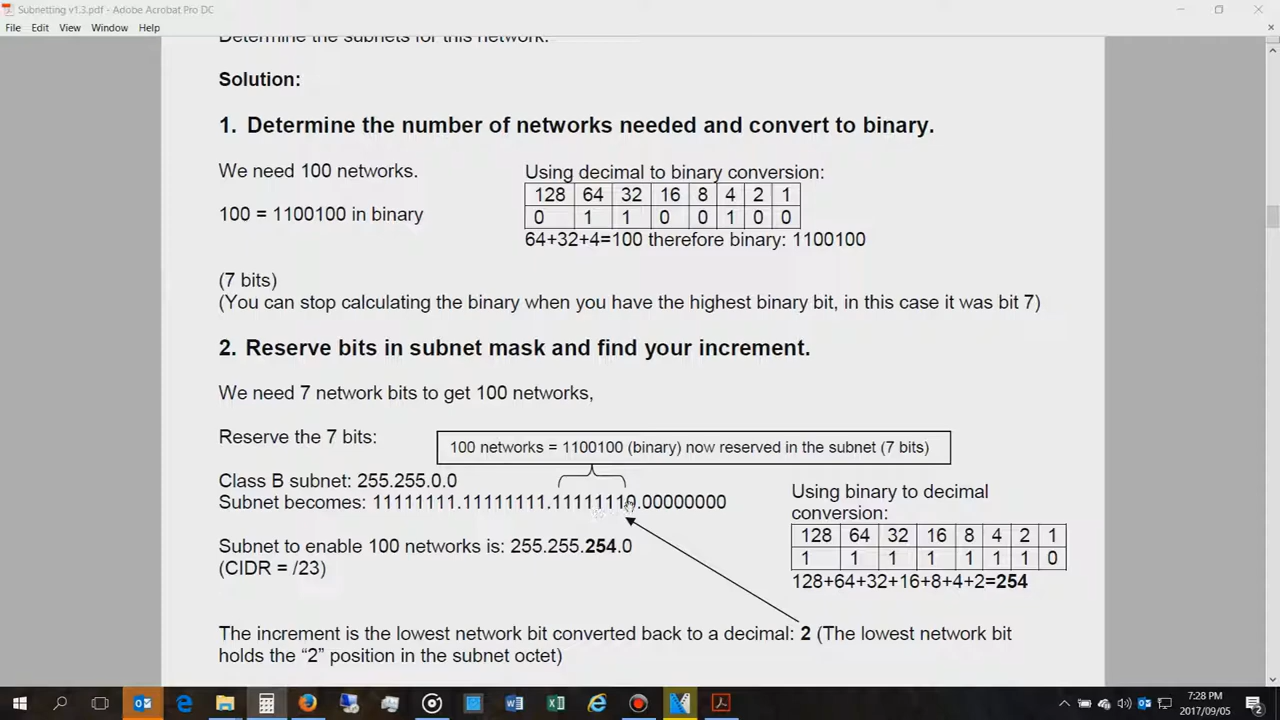 Subnetting v1.3.pdf - Adobe Acrobat Pro DC
File Edit View Window Help
Determine the subnets for this network.
Solution:
1. Determine the number of networks needed and convert to binary.
We need 100 networks.
Using decimal to binary conversion:
128 64 32 16 8 4 2 1
100 = 1100100 in binary
0 1 1 0 0 1 0 0
64+32+4=100 therefore binary: 1100100
(7 bits)
(You can stop calculating the binary when you have the highest binary bit, in this case it was bit 7)
2. Reserve bits in subnet mask and find your increment.
We need 7 network bits to get 100 networks,
Reserve the 7 bits:
100 networks = 1100100 (binary) now reserved in the subnet (7 bits)
Class B subnet: 255.255.0.0
Subnet becomes: 11111111.11111111.11111110.00000000
Using binary to decimal
conversion:
128 64 32 16 8 4 2 1
1 1 1 1 1 1 1 0
128+64+32+16+8+4+2=254
Subnet to enable 100 networks is: 255.255.254.0
(CIDR = /23)
The increment is the lowest network bit converted back to a decimal: 2 (The lowest network bit
holds the “2” position in the subnet octet)
7:28 PM
2017/09/05
2